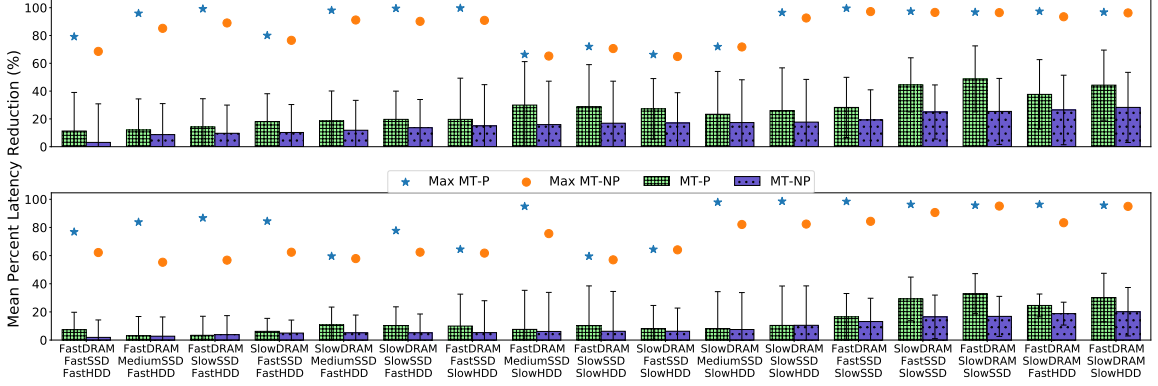 Mean Percent Latency Reduction (%)
100
80
60
40
20
0
Max MT-P Max MT-NP MT-P MT-NP
100
80
60
40
20
0
FastDRAM FastDRAM FastDRAM SlowDRAM SlowDRAM SlowDRAM FastDRAM FastDRAM FastDRAM SlowDRAM SlowDRAM SlowDRAM FastDRAM SlowDRAM FastDRAM FastDRAM FastDRAM
FastSSD MediumSSD SlowSSD FastSSD MediumSSD SlowSSD FastSSD MediumSSD SlowSSD FastSSD MediumSSD SlowSSD FastSSD FastSSD SlowDRAM SlowDRAM SlowDRAM
FastHDD FastHDD FastHDD FastHDD FastHDD FastHDD SlowHDD SlowHDD SlowHDD SlowHDD SlowHDD SlowHDD SlowSSD SlowSSD SlowSSD FastHDD SlowHDD